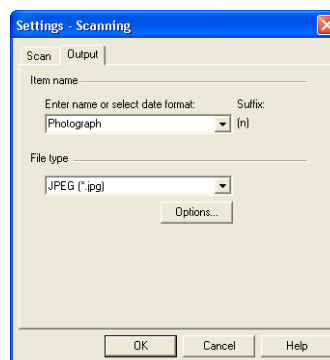 Settings - Scanning
Scan Output
Item name
Enter name or select date format: Suffix:
Photograph (n)
File type
JPEG (*.jpg)
Options...
OK Cancel Help